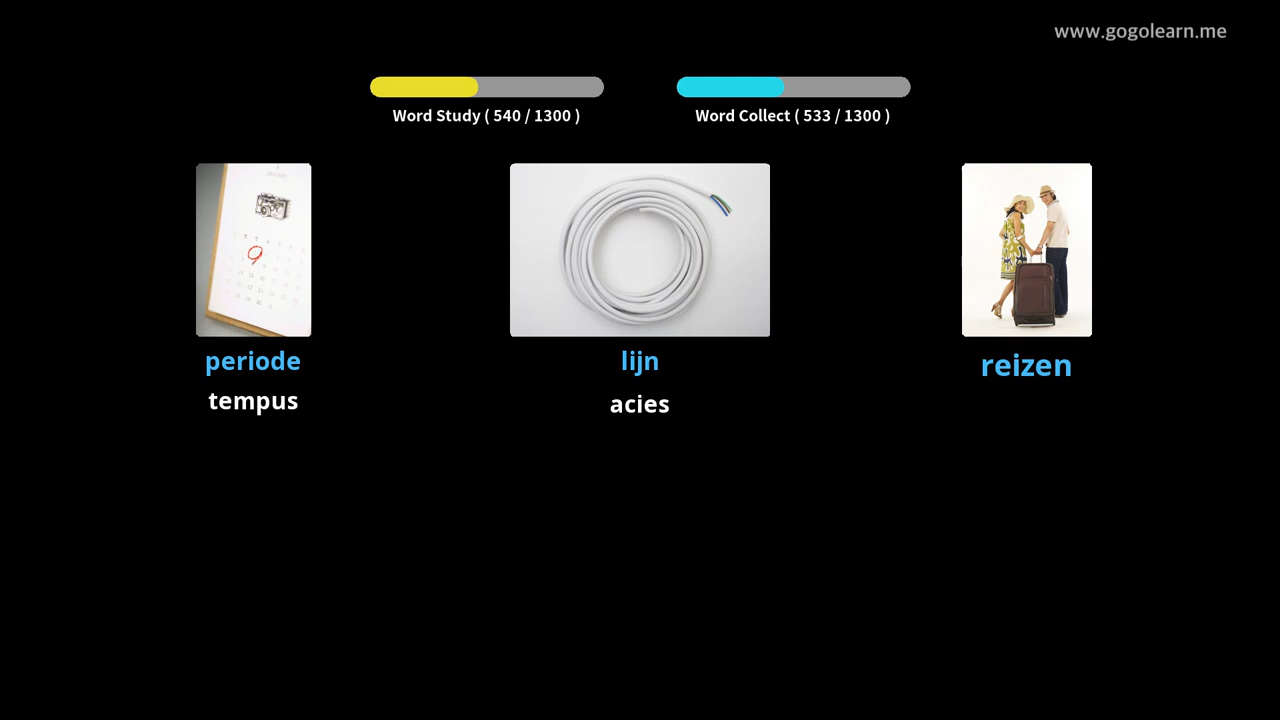 www.gogolearn.me
Word Study ( 540 / 1300 )
Word Collect ( 533 / 1300 )
periode
lijn
reizen
tempus
acies